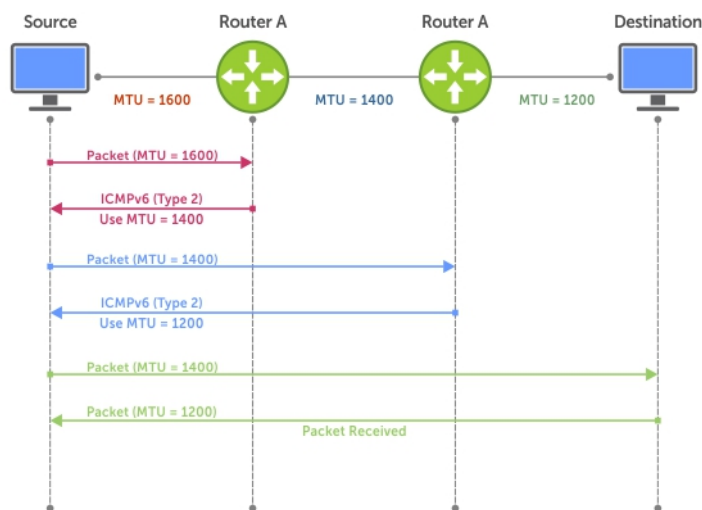 Source
Router A
Router A
Destination
MTU = 1600
MTU = 1400
MTU = 1200
Packet (MTU = 1600)
ICMPv6 (Type 2)
Use MTU = 1400
Packet (MTU = 1400)
ICMPv6 (Type 2)
Use MTU = 1200
Packet (MTU = 1400)
Packet (MTU = 1200)
Packet Received